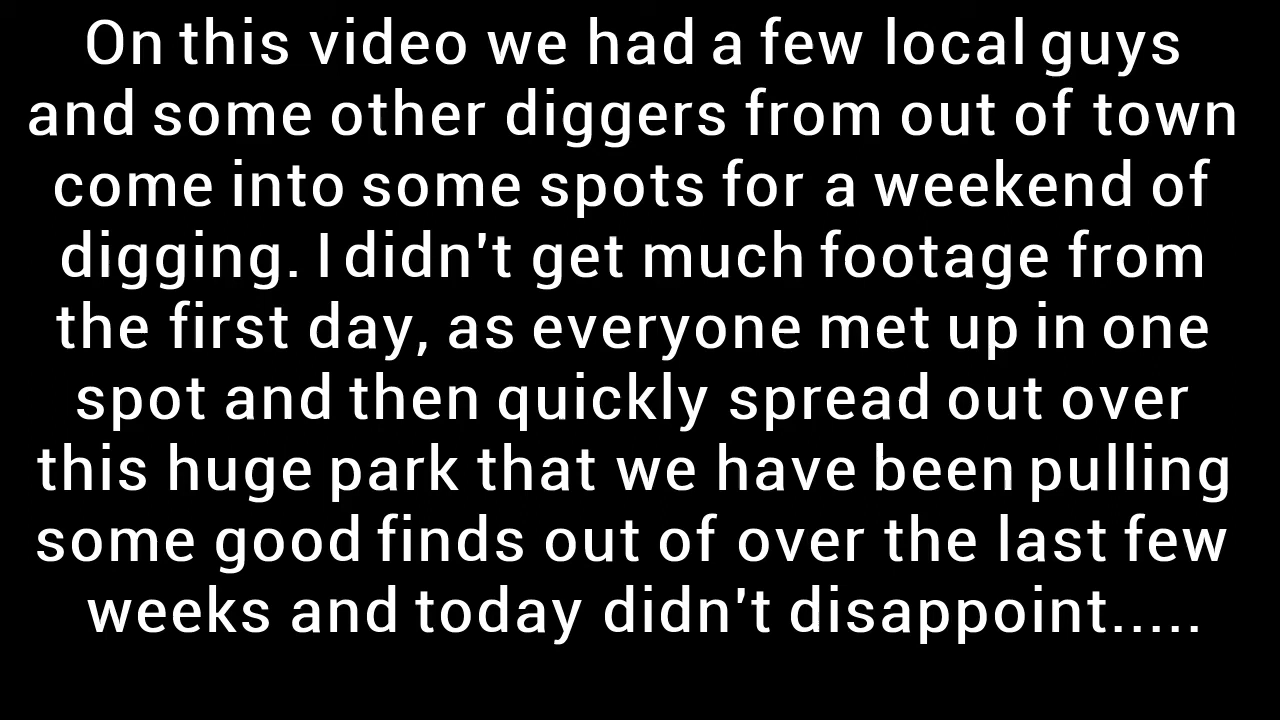 On this video we had a few local guys
and some other diggers from out of town
come into some spots for a weekend of
digging. I didn't get much footage from
the first day, as everyone met up in one
spot and then quickly spread out over
this huge park that we have been pulling
some good finds out of over the last few
weeks and today didn't disappoint.....